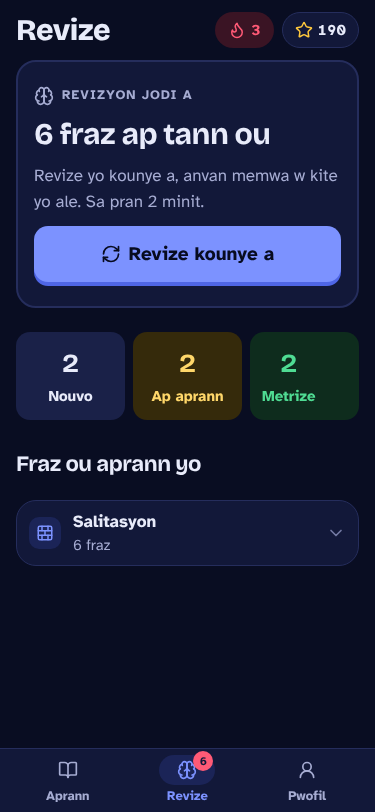 Revize
3
190
REVIZYON JODI A
6 fraz ap tann ou
Revize yo kounye a, anvan memwa w kite
yo ale. Sa pran 2 minit.
Revize kounye a
2
Nouvo
2
Ap aprann
2
Metrize
Fraz ou aprann yo
Salitasyon
6 fraz
Aprann
6
Revize
Pwofil